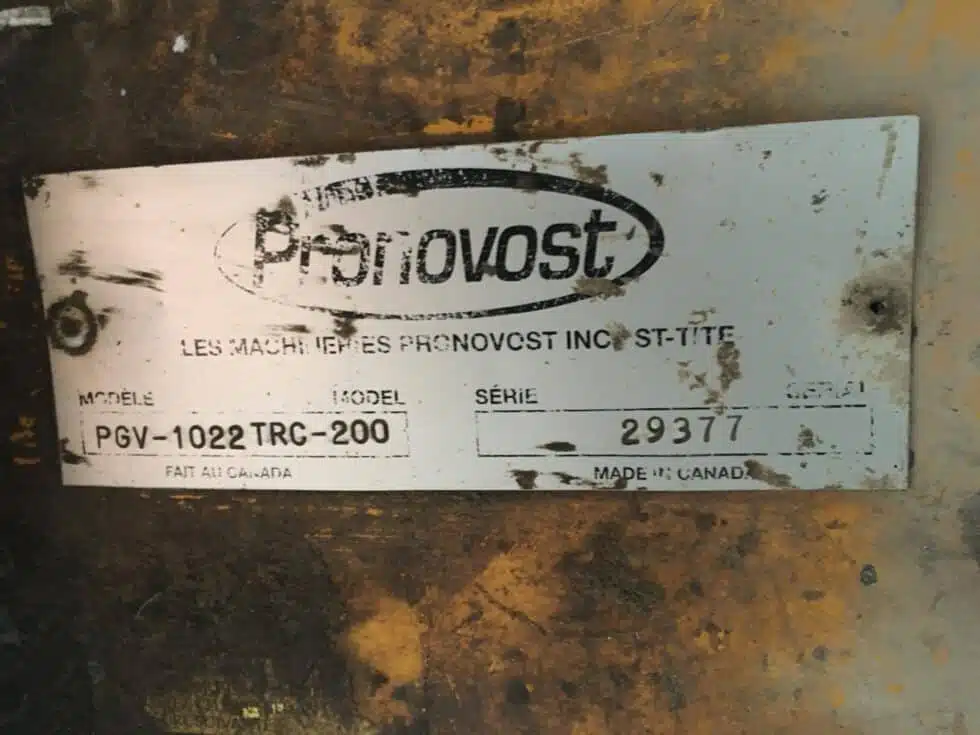 Pronovost
LES MACHINERIES PRONOVOST INC. ST-TITE
MODÈLE MODEL SÉRIE SERIAL
PGV-1022 TRC-200 29377
FAIT AU CANADA MADE IN CANADA